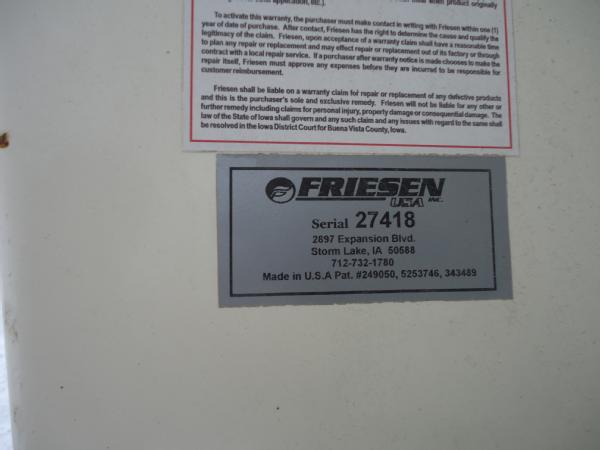 when product originally
To activate this warranty, the purchaser must make contact in writing with Friesen within one (1)
year of date of purchase. After contact, Friesen has the right to determine the cause and qualify the
legitimacy of the claim. Friesen, upon acceptance of a warranty claim shall have a reasonable time
to plan any repair or replacement and may effect repair or replacement out of its factory or through
contract with a local repair service. If a purchaser after warranty notice is made chooses to make the
repair itself, Friesen must approve any expenses before they are incurred to be responsible for
customer reimbursement.
Friesen shall be liable on a warranty claim for repair or replacement of any defective products
and this is the purchaser's sole and exclusive remedy. Friesen will not be liable for any other or
further remedy including claims for personal injury, property damage or consequential damage. The
law of the State of Iowa shall govern and any such claim and any issues with regard to the same shall
be resolved in the Iowa District Court for Buena Vista County, Iowa.
FRIESEN
USA INC.
Serial 27418
2897 Expansion Blvd.
Storm Lake, IA 50588
712-732-1780
Made in U.S.A Pat. #249050, 5253746, 343489